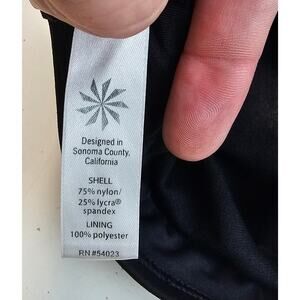 Designed in
Sonoma County,
California
SHELL
75% nylon/
25% lycra®
spandex
LINING
100% polyester
RN #54023